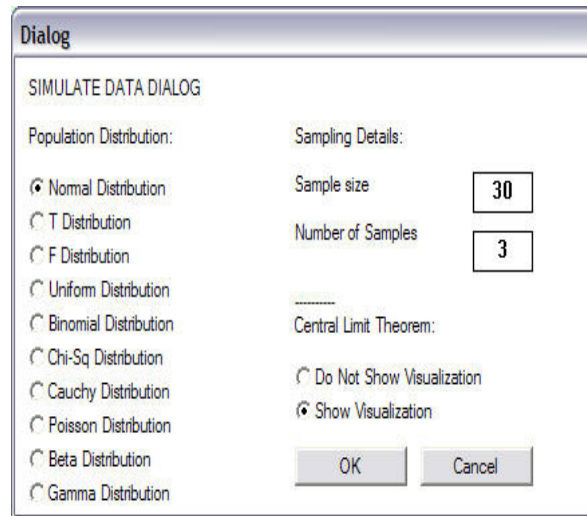 Dialog
SIMULATE DATA DIALOG
Population Distribution:
Normal Distribution
T Distribution
F Distribution
Uniform Distribution
Binomial Distribution
Chi-Sq Distribution
Cauchy Distribution
Poisson Distribution
Beta Distribution
Gamma Distribution
Sampling Details:
Sample size 30
Number of Samples 3
----------
Central Limit Theorem:
Do Not Show Visualization
Show Visualization
OK Cancel